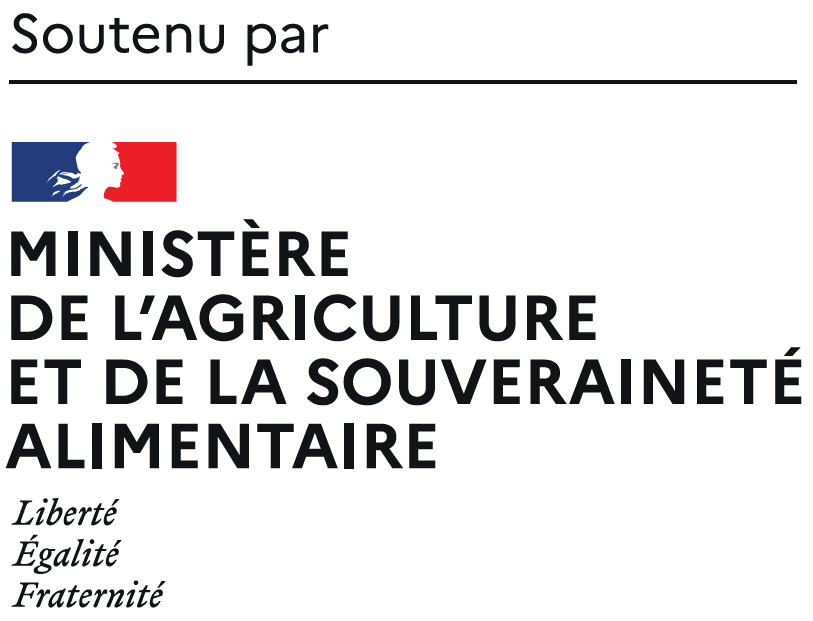 Soutenu par
MINISTÈRE
DE L’AGRICULTURE
ET DE LA SOUVERAINETÉ
ALIMENTAIRE
Liberté
Égalité
Fraternité